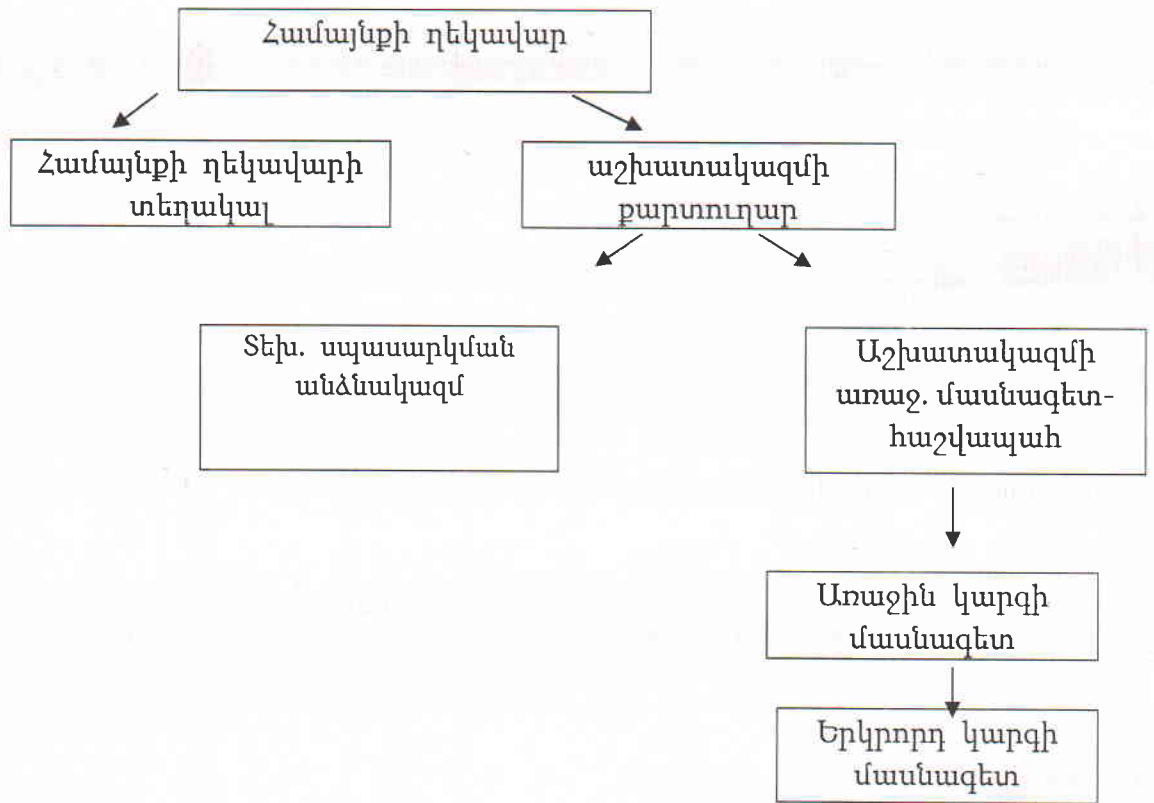 Համայնքի ղեկավար
Համայնքի ղեկավարի
տեղակալ
աշխատակազմի
քարտուղար
Տեխ. սպասարկման
անձնակազմ
Աշխատակազմի
առաջ. մասնագետ-
հաշվապահ
Առաջին կարգի
մասնագետ
Երկրորդ կարգի
մասնագետ